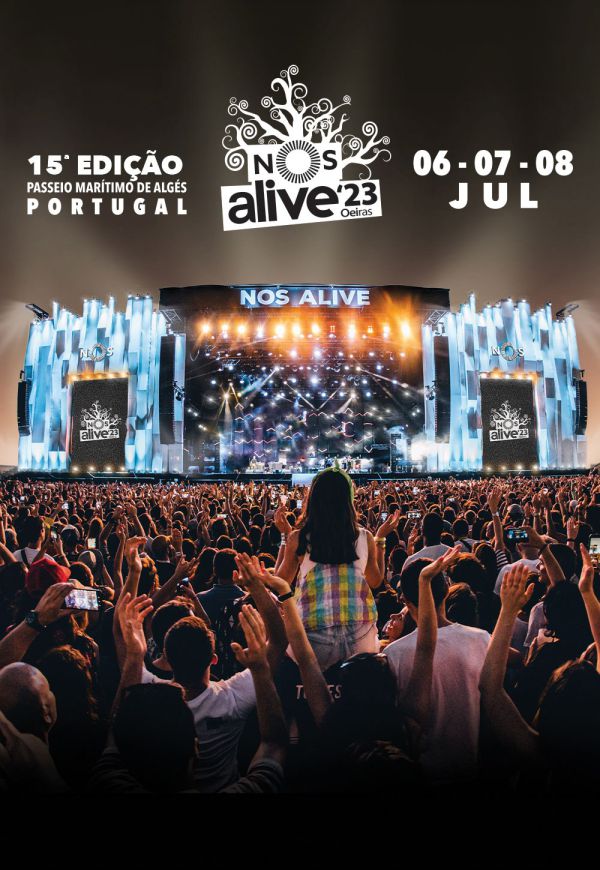 15ª EDIÇÃO
PASSEIO MARÍTIMO DE ALGÉS
PORTUGAL
NOS
alive'23
Oeiras
06 - 07 - 08
JUL
NOS ALIVE
NOS
NOS
alive'23
NOS
NOS
alive'23